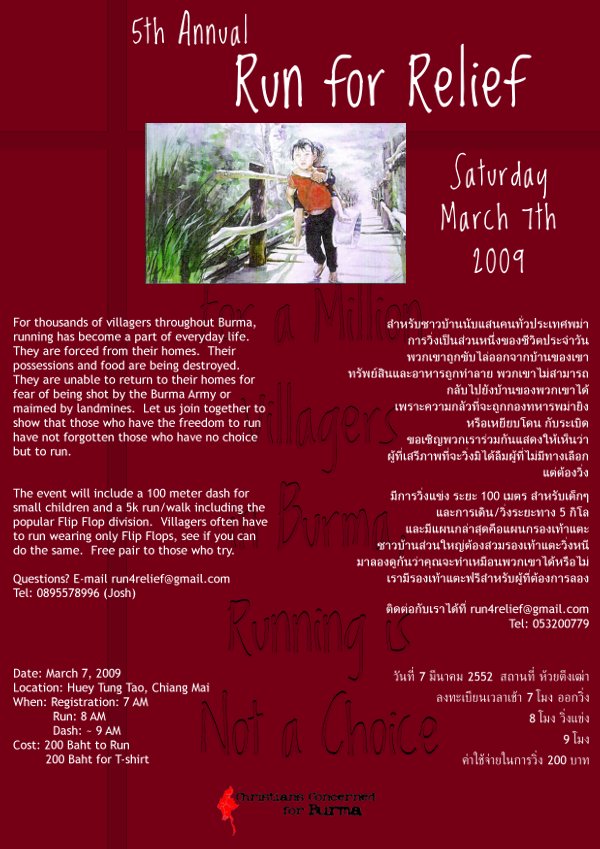 5th Annual
Run for Relief
Saturday
March 7th
2009
For a Million
Villagers
in Burma
Running is
Not a Choice
For thousands of villagers throughout Burma,
running has become a part of everyday life.
They are forced from their homes.  Their
possessions and food are being destroyed.
They are unable to return to their homes for
fear of being shot by the Burma Army or
maimed by landmines.  Let us join together to
show that those who have the freedom to run
have not forgotten those who have no choice
but to run.
The event will include a 100 meter dash for
small children and a 5k run/walk including the
popular Flip Flop division.  Villagers often have
to run wearing only Flip Flops, see if you can
do the same.  Free pair to those who try.
Questions? E-mail run4relief@gmail.com
Tel: 0895578996 (Josh)
Date: March 7, 2009
Location: Huey Tung Tao, Chiang Mai
When: Registration: 7 AM
Run: 8 AM
Dash: ~ 9 AM
Cost: 200 Baht to Run
200 Baht for T-shirt
สำหรับชาวบ้านนับแสนคนทั่วประเทศพม่า
การวิ่งเป็นส่วนหนึ่งของชีวิตประจำวัน
พวกเขาถูกขับไล่ออกจากบ้านของเขา
ทรัพย์สินและอาหารถูกทำลาย พวกเขาไม่สามารถ
กลับไปยังบ้านของพวกเขาได้
เพราะความกลัวที่จะถูกกองทหารพม่ายิง
หรือเหยียบโดน กับระเบิด
ขอเชิญพวกเราร่วมกันแสดงให้เห็นว่า
ผู้ที่เสรีภาพที่จะวิ่งมิได้ลืมผู้ที่ไม่มีทางเลือก
แต่ต้องวิ่ง
มีการวิ่งแข่ง ระยะ 100 เมตร สำหรับเด็กๆ
และการเดิน/วิ่งระยะทาง 5 กิโล
และมีแผนกล่าสุดคือแผนกรองเท้าแตะ
ชาวบ้านส่วนใหญ่ต้องสวมรองเท้าแตะวิ่งหนี
มาลองดูกันว่าคุณจะทำเหมือนพวกเขาได้หรือไม่
เรามีรองเท้าแตะฟรีสำหรับผู้ที่ต้องการลอง
ติดต่อกับเราได้ที่ run4relief@gmail.com
Tel: 053200779
วันที่ 7 มีนาคม 2552  สถานที่ ห้วยตึงเฒ่า
ลงทะเบียนเวลาเช้า 7 โมง ออกวิ่ง
8 โมง วิ่งแข่ง
9 โมง
ค่าใช้จ่ายในการวิ่ง 200 บาท
Christians Concerned
for Burma